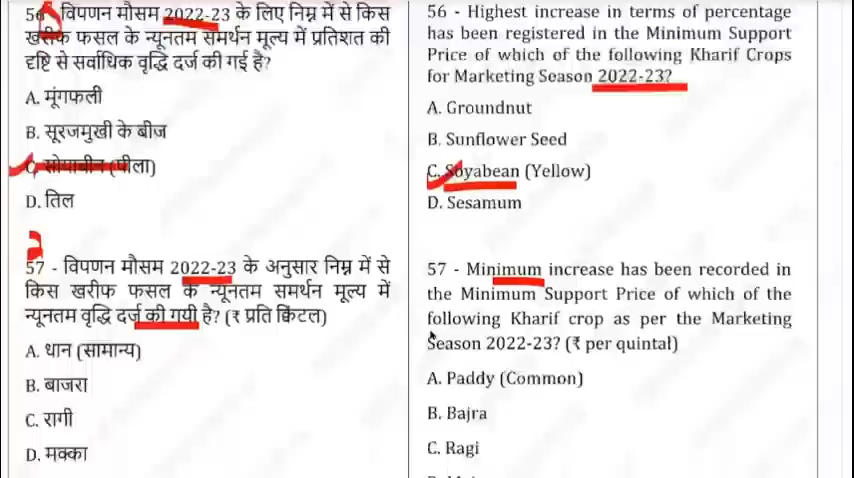 56 - विपणन मौसम 2022-23 के लिए निम्न में से किस
खरीफ फसल के न्यूनतम समर्थन मूल्य में प्रतिशत की
दृष्टि से सर्वाधिक वृद्धि दर्ज की गई है?
A. मूंगफली
B. सूरजमुखी के बीज
C. सोयाबीन (पीला)
D. तिल
57 - विपणन मौसम 2022-23 के अनुसार निम्न में से
किस खरीफ फसल के न्यूनतम समर्थन मूल्य में
न्यूनतम वृद्धि दर्ज की गयी है? (₹ प्रति क्विंटल)
A. धान (सामान्य)
B. बाजरा
C. रागी
D. मक्का
56 - Highest increase in terms of percentage
has been registered in the Minimum Support
Price of which of the following Kharif Crops
for Marketing Season 2022-23?
A. Groundnut
B. Sunflower Seed
C. Soyabean (Yellow)
D. Sesamum
57 - Minimum increase has been recorded in
the Minimum Support Price of which of the
following Kharif crop as per the Marketing
Season 2022-23? (₹ per quintal)
A. Paddy (Common)
B. Bajra
C. Ragi